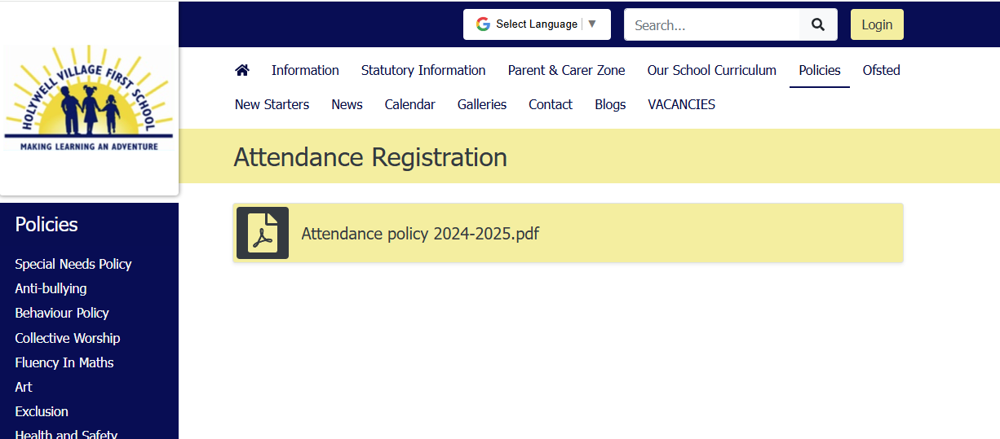 Select Language
Search...
Login
HOLYWELL VILLAGE FIRST SCHOOL
MAKING LEARNING AN ADVENTURE
Information Statutory Information Parent & Carer Zone Our School Curriculum Policies Ofsted
New Starters News Calendar Galleries Contact Blogs VACANCIES
Attendance Registration
Attendance policy 2024-2025.pdf
Policies
Special Needs Policy
Anti-bullying
Behaviour Policy
Collective Worship
Fluency In Maths
Art
Exclusion
Health and Safety